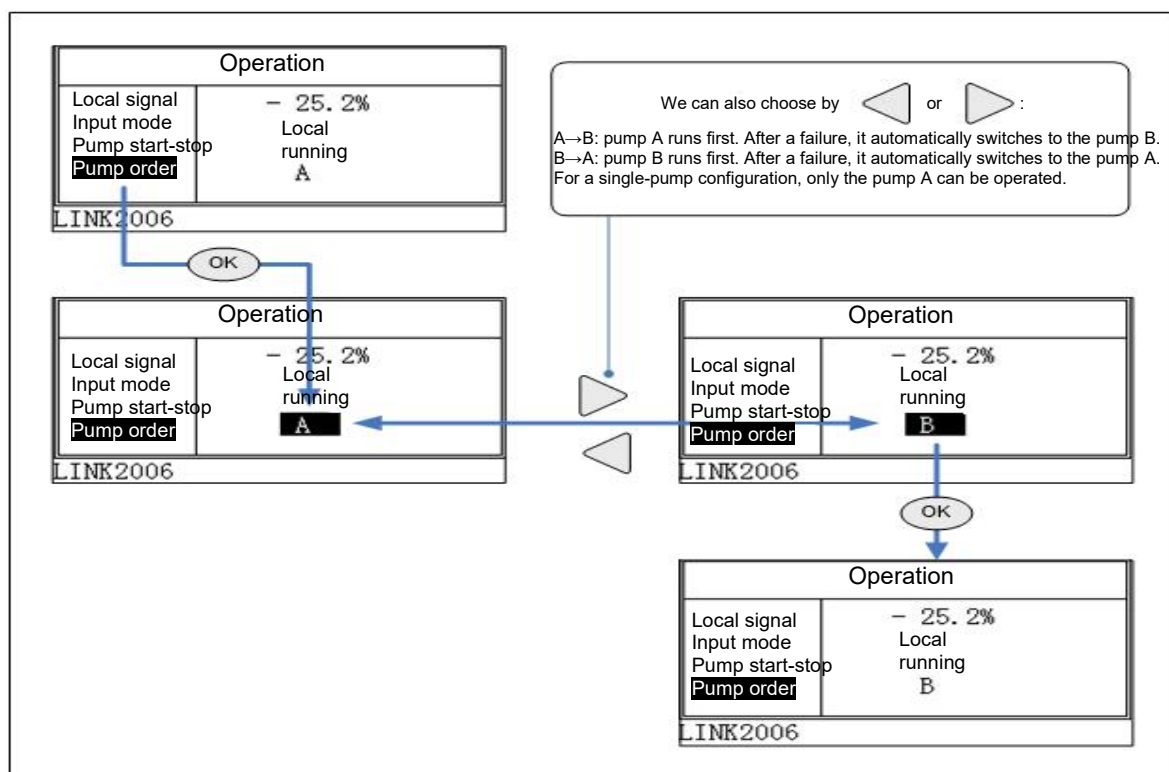 Operation
Local signal
Input mode
Pump start-stop
Pump order
- 25.2%
Local
running
A
LINK2006
We can also choose by or :
A→B: pump A runs first. After a failure, it automatically switches to the pump B.
B→A: pump B runs first. After a failure, it automatically switches to the pump A.
For a single-pump configuration, only the pump A can be operated.
OK
Operation
Local signal
Input mode
Pump start-stop
Pump order
- 25.2%
Local
running
A
LINK2006
Operation
Local signal
Input mode
Pump start-stop
Pump order
- 25.2%
Local
running
B
LINK2006
OK
Operation
Local signal
Input mode
Pump start-stop
Pump order
- 25.2%
Local
running
B
LINK2006